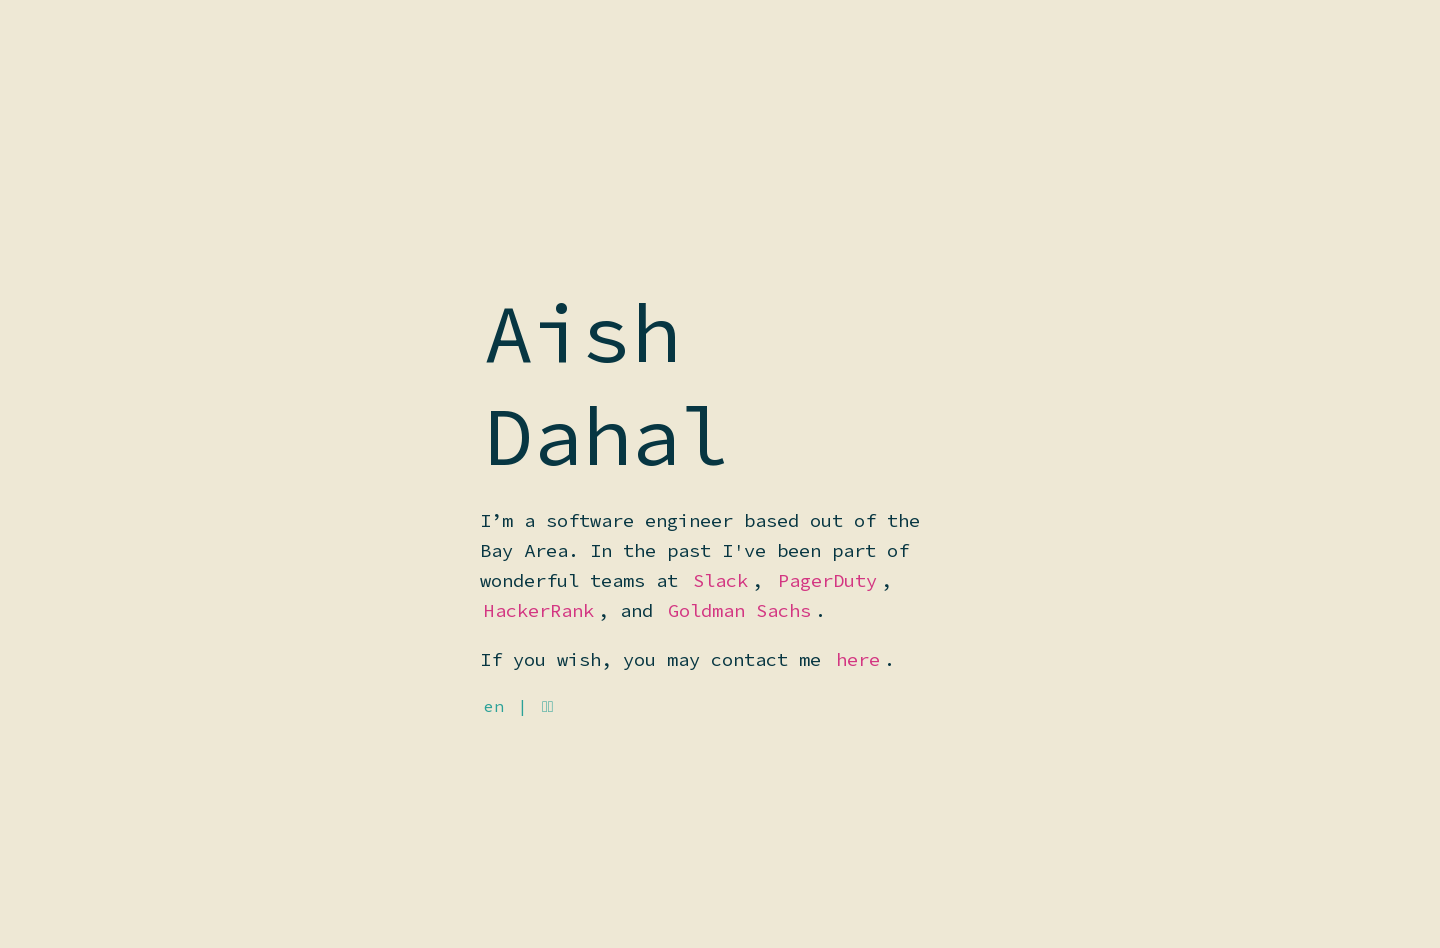 Aish
Dahal
I’m a software engineer based out of the
Bay Area. In the past I've been part of
wonderful teams at Slack, PagerDuty,
HackerRank, and Goldman Sachs.
If you wish, you may contact me here.
en |